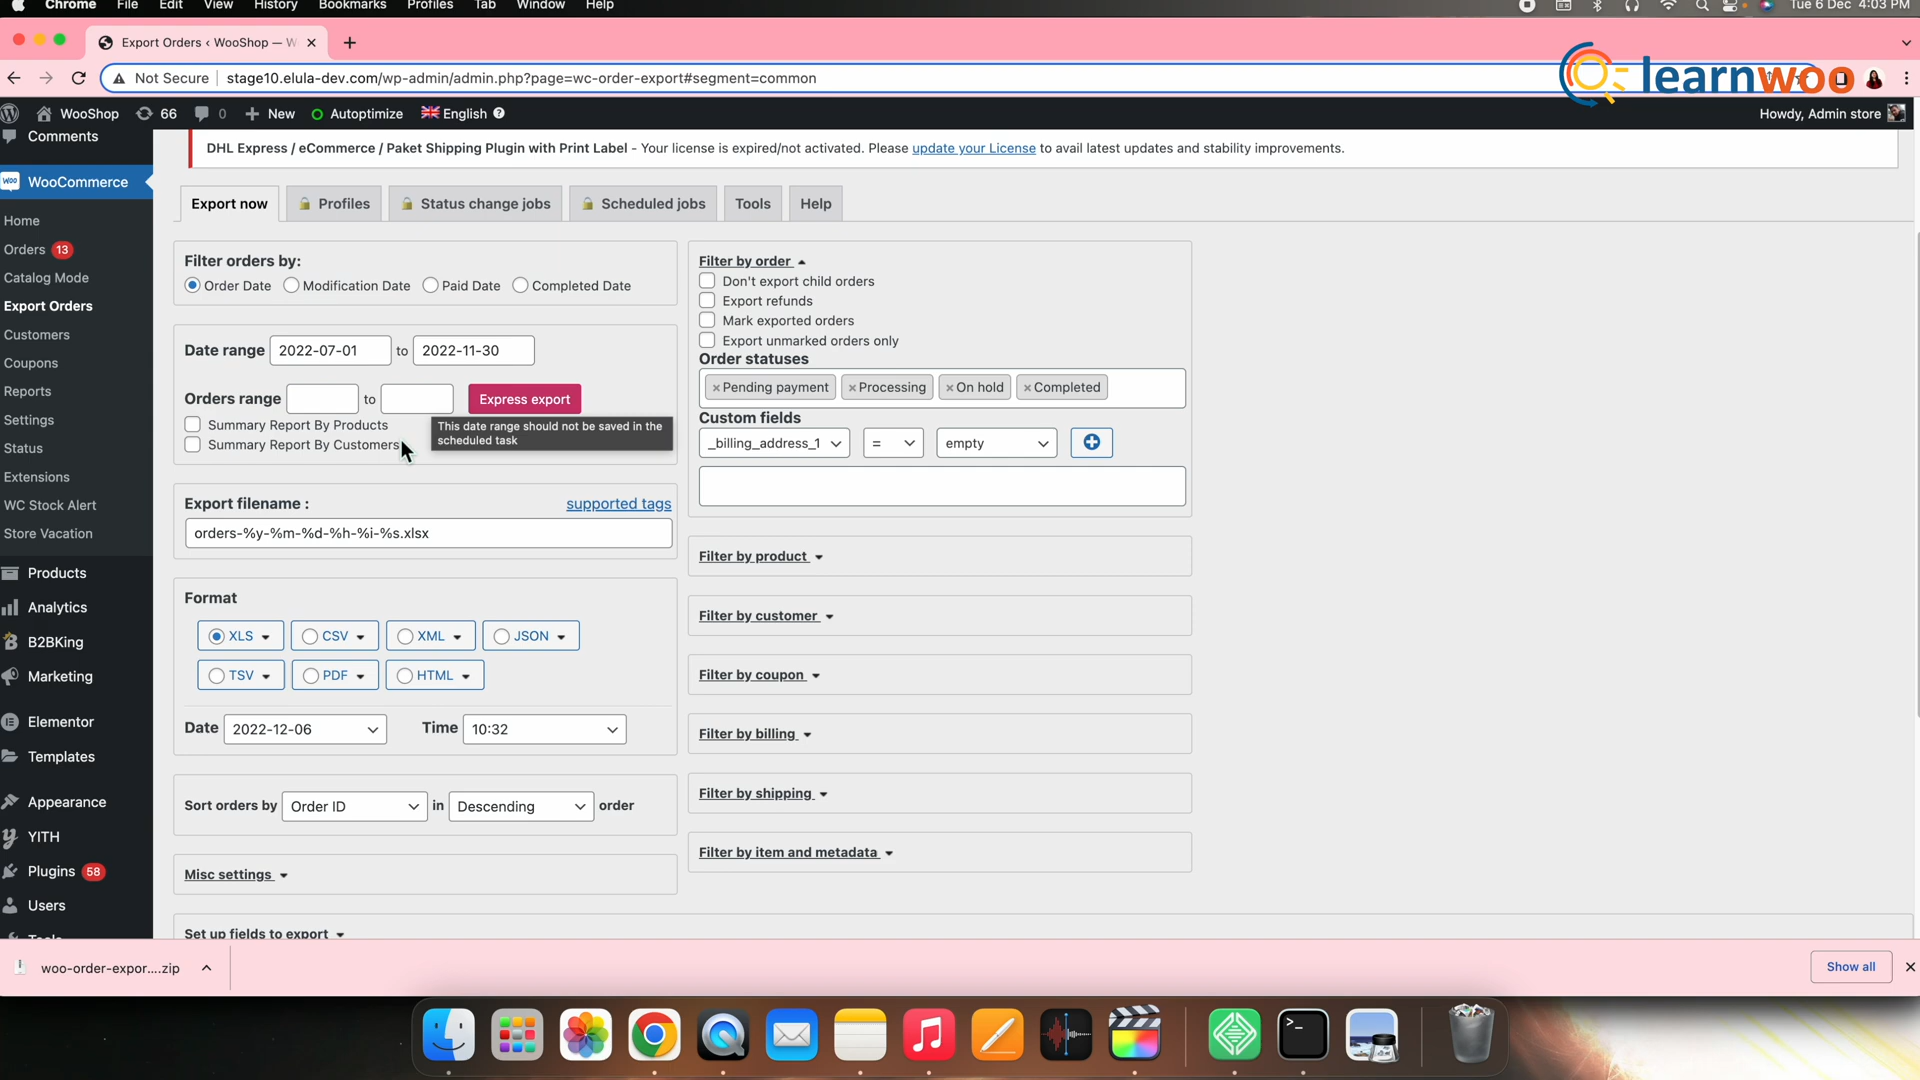 Chrome File Edit View History Bookmarks Profiles Tab Window Help Tue 6 Dec 4:03 PM
Export Orders ‹ WooShop — W
Not Secure stage10.elula-dev.com/wp-admin/admin.php?page=wc-order-export#segment=common
learnwoo
WooShop 66 0 New Autoptimize English Howdy, Admin store
Comments
DHL Express / eCommerce / Paket Shipping Plugin with Print Label - Your license is expired/not activated. Please update your License to avail latest updates and stability improvements.
woo WooCommerce
Home
Orders 13
Catalog Mode
Export Orders
Customers
Coupons
Reports
Settings
Status
Extensions
WC Stock Alert
Store Vacation
Products
Analytics
B2BKing
Marketing
Elementor
Templates
Appearance
YITH
Plugins 58
Users
Tools
Export now Profiles Status change jobs Scheduled jobs Tools Help
Filter orders by:
Order Date Modification Date Paid Date Completed Date
Date range 2022-07-01 to 2022-11-30
Orders range to Express export
Summary Report By Products
Summary Report By Customers
This date range should not be saved in the
scheduled task
Export filename : supported tags
orders-%y-%m-%d-%h-%i-%s.xlsx
Format
XLS CSV XML JSON
TSV PDF HTML
Date 2022-12-06 Time 10:32
Sort orders by Order ID in Descending order
Misc settings
Set up fields to export
Filter by order
Don't export child orders
Export refunds
Mark exported orders
Export unmarked orders only
Order statuses
×Pending payment ×Processing ×On hold ×Completed
Custom fields
_billing_address_1 = empty
Filter by product
Filter by customer
Filter by coupon
Filter by billing
Filter by shipping
Filter by item and metadata
woo-order-expor....zip Show all